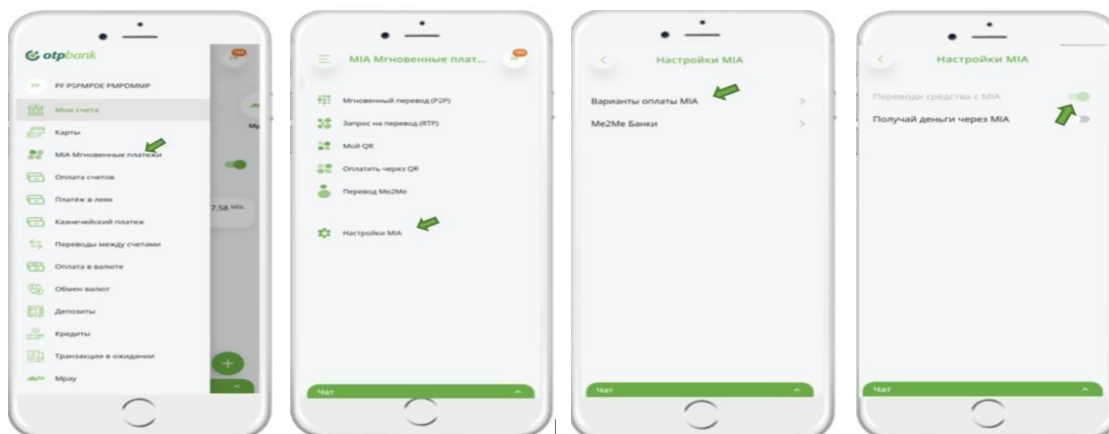 otpbank
PF PSPMPDE PMPDMMP
Мои счета
Карты
MIA Мгновенные платежи
Оплата счетов
Платёж в леях
Казначейский платеж
Переводы между счетами
Оплата в валюте
Обмен валют
Депозиты
Кредиты
Транзакции в ожидании
Mpay
7.58 MDL
MIA Мгновенные плат...
Мгновенный перевод (P2P)
Запрос на перевод (RTP)
Мой QR
Оплатить через QR
Перевод Me2Me
Настройки MIA
Чат
Настройки MIA
Варианты оплаты MIA
Me2Me Банки
Чат
Настройки MIA
Переводи средства с MIA
Получай деньги через MIA
Чат